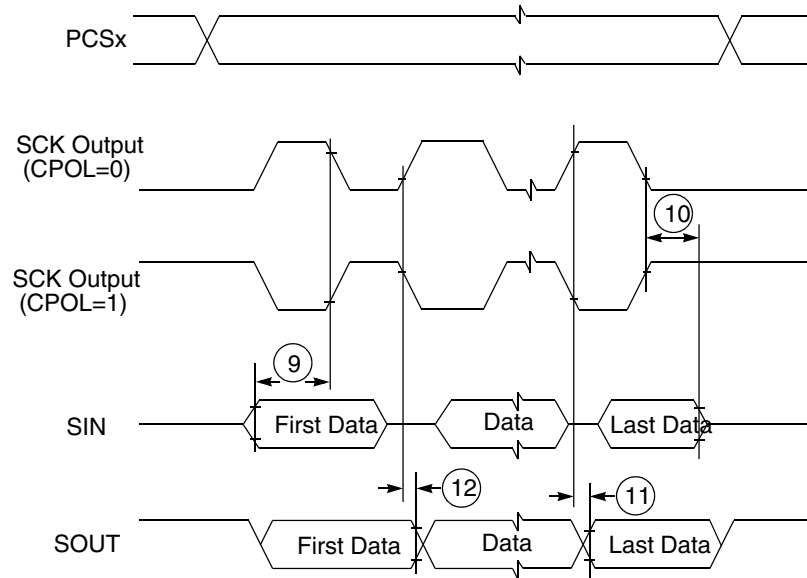 PCSx
SCK Output
(CPOL=0)
10
SCK Output
(CPOL=1)
9
SIN
First Data
Data
Last Data
12
11
SOUT
First Data
Data
Last Data